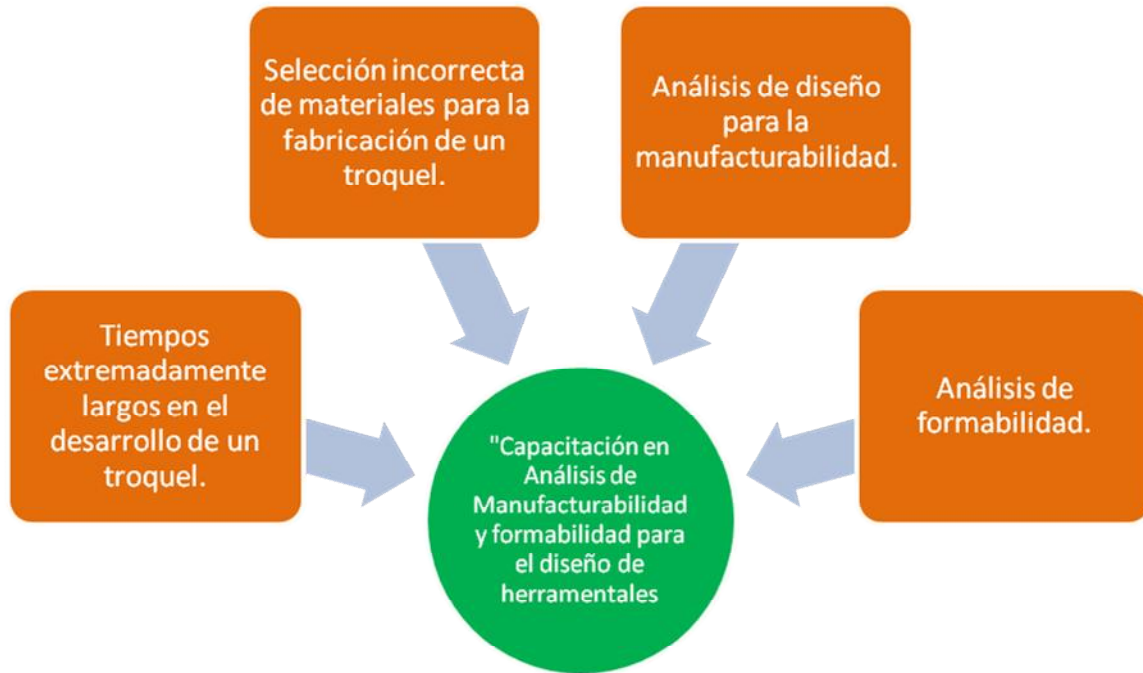 Selección incorrecta
de materiales para la
fabricación de un
troquel.
Análisis de diseño
para la
manufacturabilidad.
Tiempos
extremadamente
largos en el
desarrollo de un
troquel.
Análisis de
formabilidad.
"Capacitación en
Análisis de
Manufacturabilidad
y formabilidad para
el diseño de
herramentales